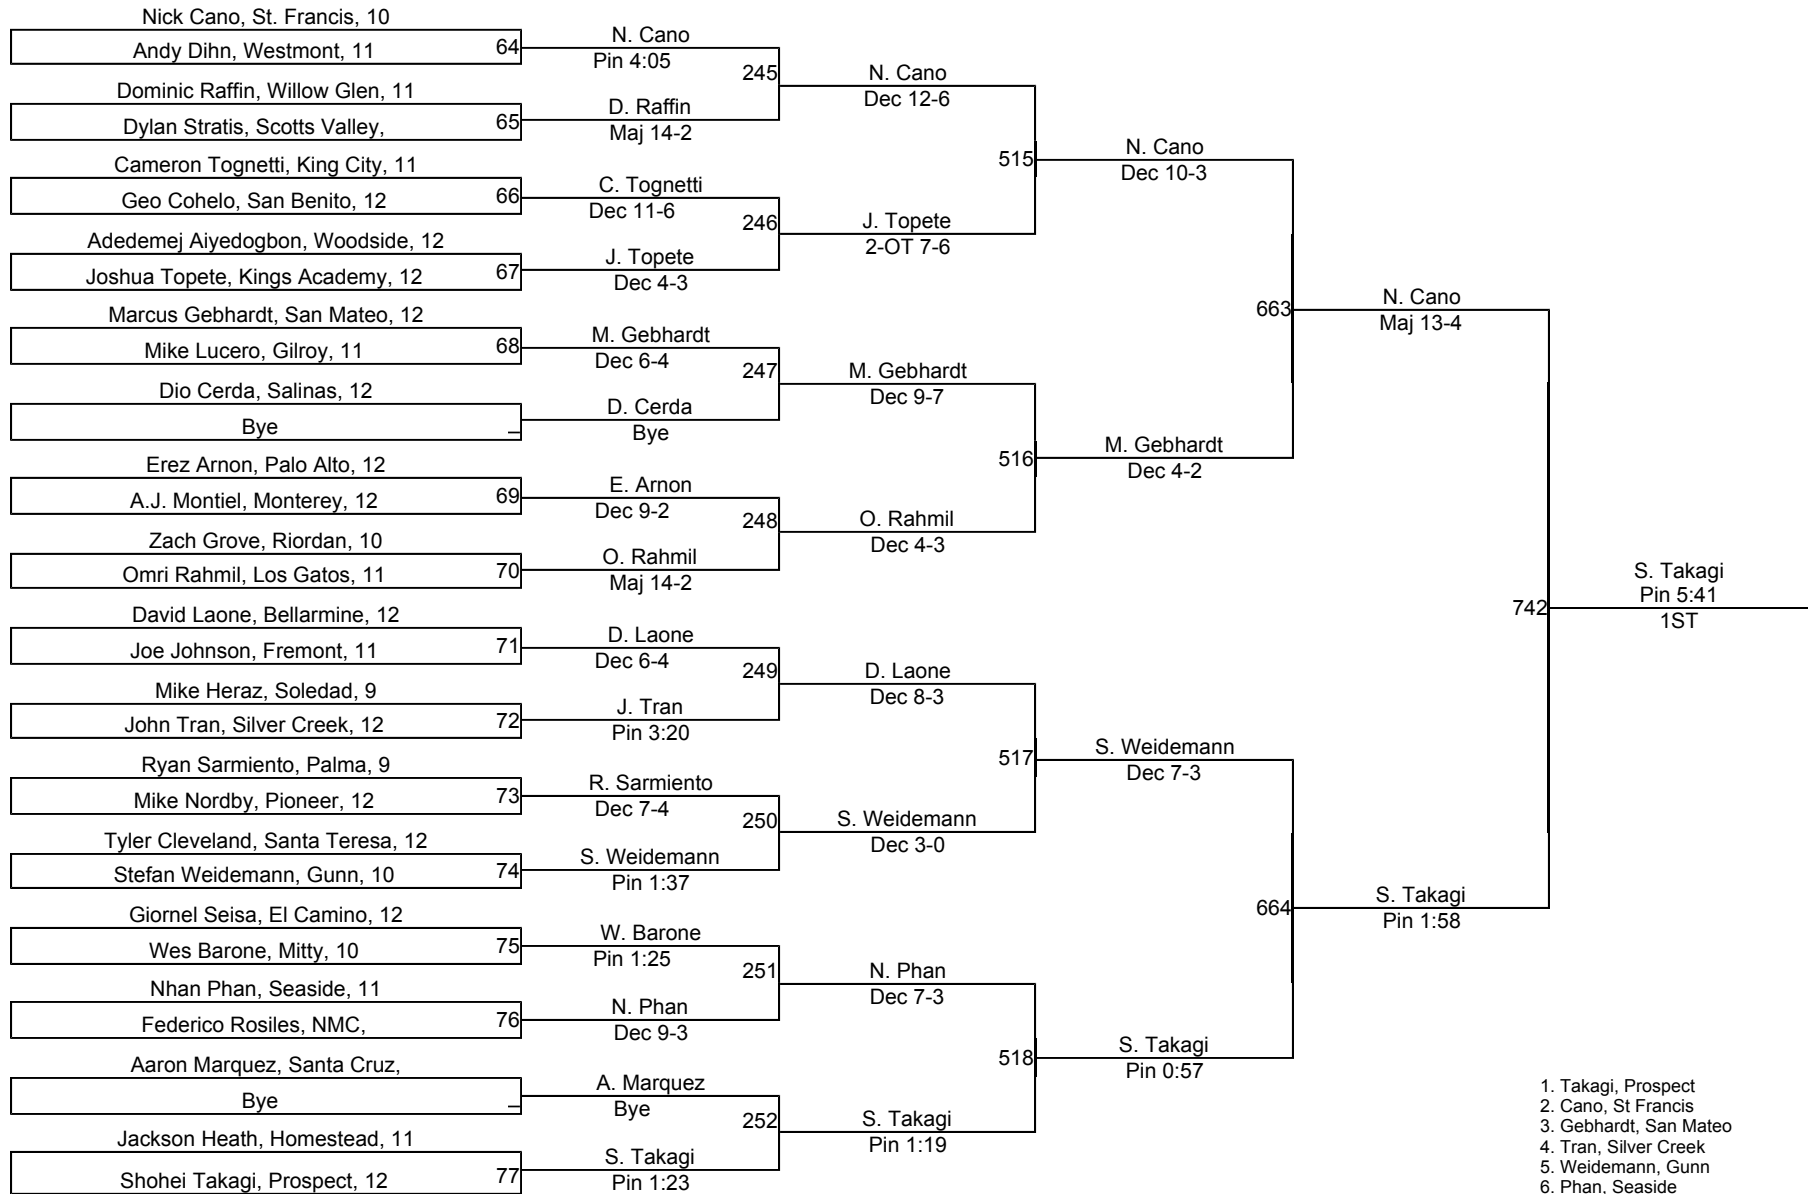 Nick Cano, St. Francis, 10
Andy Dihn, Westmont, 11
64
Dominic Raffin, Willow Glen, 11
Dylan Stratis, Scotts Valley,
65
Cameron Tognetti, King City, 11
Geo Cohelo, San Benito, 12
66
Adedemej Aiyedogbon, Woodside, 12
Joshua Topete, Kings Academy, 12
67
Marcus Gebhardt, San Mateo, 12
Mike Lucero, Gilroy, 11
68
Dio Cerda, Salinas, 12
Bye
_
Erez Arnon, Palo Alto, 12
A.J. Montiel, Monterey, 12
69
Zach Grove, Riordan, 10
Omri Rahmil, Los Gatos, 11
70
David Laone, Bellarmine, 12
Joe Johnson, Fremont, 11
71
Mike Heraz, Soledad, 9
John Tran, Silver Creek, 12
72
Ryan Sarmiento, Palma, 9
Mike Nordby, Pioneer, 12
73
Tyler Cleveland, Santa Teresa, 12
Stefan Weidemann, Gunn, 10
74
Giornel Seisa, El Camino, 12
Wes Barone, Mitty, 10
75
Nhan Phan, Seaside, 11
Federico Rosiles, NMC,
76
Aaron Marquez, Santa Cruz,
Bye
_
Jackson Heath, Homestead, 11
Shohei Takagi, Prospect, 12
77
N. Cano
Pin 4:05
245
D. Raffin
Maj 14-2
C. Tognetti
Dec 11-6
246
J. Topete
Dec 4-3
M. Gebhardt
Dec 6-4
247
D. Cerda
Bye
E. Arnon
Dec 9-2
248
O. Rahmil
Maj 14-2
D. Laone
Dec 6-4
249
J. Tran
Pin 3:20
R. Sarmiento
Dec 7-4
250
S. Weidemann
Pin 1:37
W. Barone
Pin 1:25
251
N. Phan
Dec 9-3
A. Marquez
Bye
252
S. Takagi
Pin 1:23
N. Cano
Dec 12-6
515
J. Topete
2-OT 7-6
M. Gebhardt
Dec 9-7
516
O. Rahmil
Dec 4-3
D. Laone
Dec 8-3
517
S. Weidemann
Dec 3-0
N. Phan
Dec 7-3
518
S. Takagi
Pin 1:19
N. Cano
Dec 10-3
663
M. Gebhardt
Dec 4-2
S. Weidemann
Dec 7-3
664
S. Takagi
Pin 0:57
N. Cano
Maj 13-4
742
S. Takagi
Pin 1:58
S. Takagi
Pin 5:41
1ST
1. Takagi, Prospect
2. Cano, St Francis
3. Gebhardt, San Mateo
4. Tran, Silver Creek
5. Weidemann, Gunn
6. Phan, Seaside